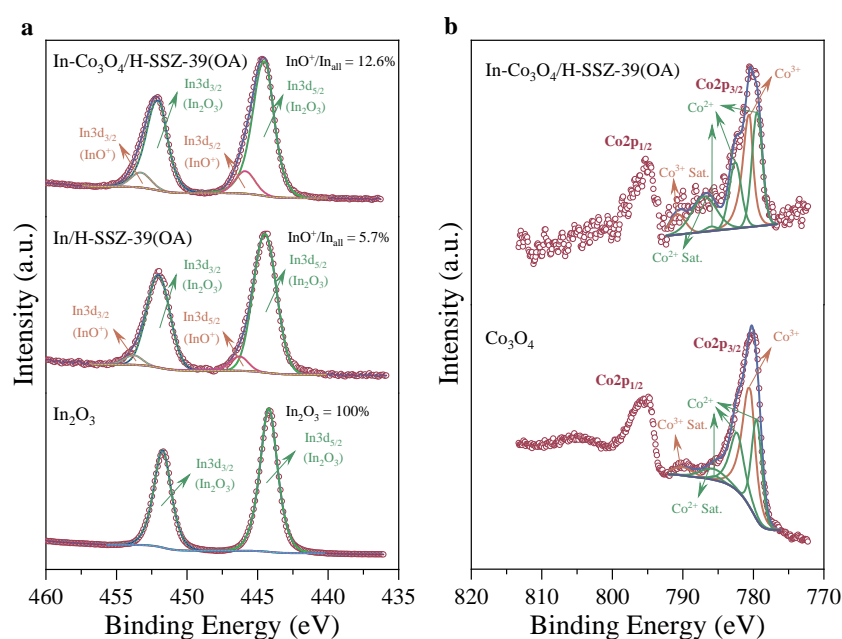 a
In-Co₃O₄/H-SSZ-39(OA)
InO⁺/In_all = 12.6%
In3d₃/₂
(In₂O₃)
In3d₅/₂
(In₂O₃)
In3d₃/₂
(InO⁺)
In3d₅/₂
(InO⁺)
In/H-SSZ-39(OA)
InO⁺/In_all = 5.7%
In3d₃/₂
(In₂O₃)
In3d₅/₂
(In₂O₃)
In3d₃/₂
(InO⁺)
In3d₅/₂
(InO⁺)
In₂O₃
In₂O₃ = 100%
In3d₃/₂
(In₂O₃)
In3d₅/₂
(In₂O₃)
Intensity (a.u.)
460 455 450 445 440 435
Binding Energy (eV)
b
In-Co₃O₄/H-SSZ-39(OA)
Co2p₃/₂
Co³⁺
Co²⁺
Co2p₁/₂
Co³⁺ Sat.
Co²⁺ Sat.
Co₃O₄
Co2p₃/₂
Co³⁺
Co2p₁/₂
Co²⁺
Co³⁺ Sat.
Co²⁺ Sat.
Intensity (a.u.)
820 810 800 790 780 770
Binding Energy (eV)